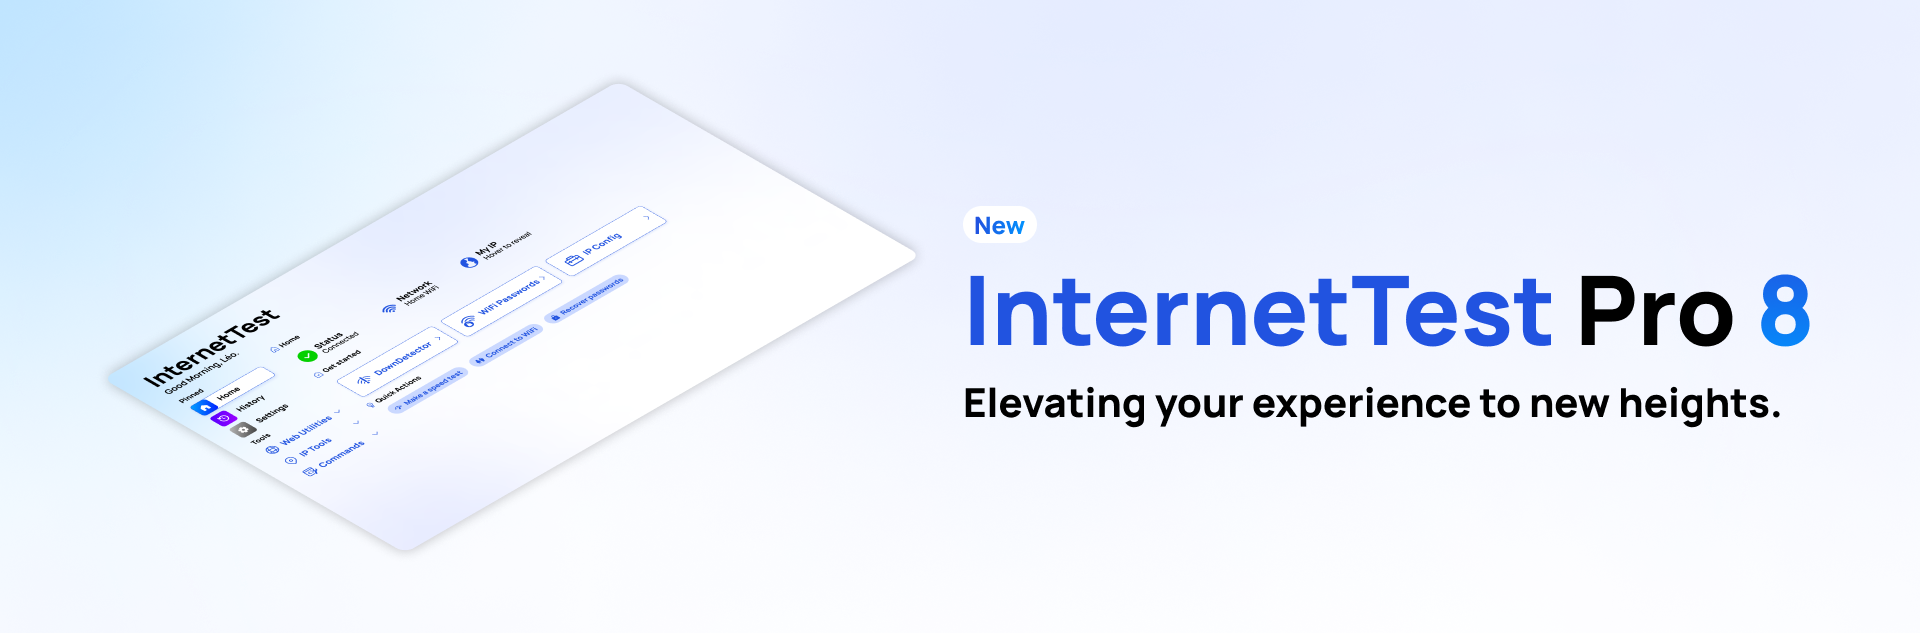 InternetTest
Good Morning, Léo.
Pinned
Home
History
Settings
Tools
Web Utilities
IP Tools
Commands
Home
Status
Connected
Network
Home WiFi
My IP
Hover to reveal
Get started
DownDetector
WiFi Passwords
IP Config
Quick Actions
Make a speed test
Connect to WiFi
Recover passwords
New
InternetTest Pro 8
Elevating your experience to new heights.